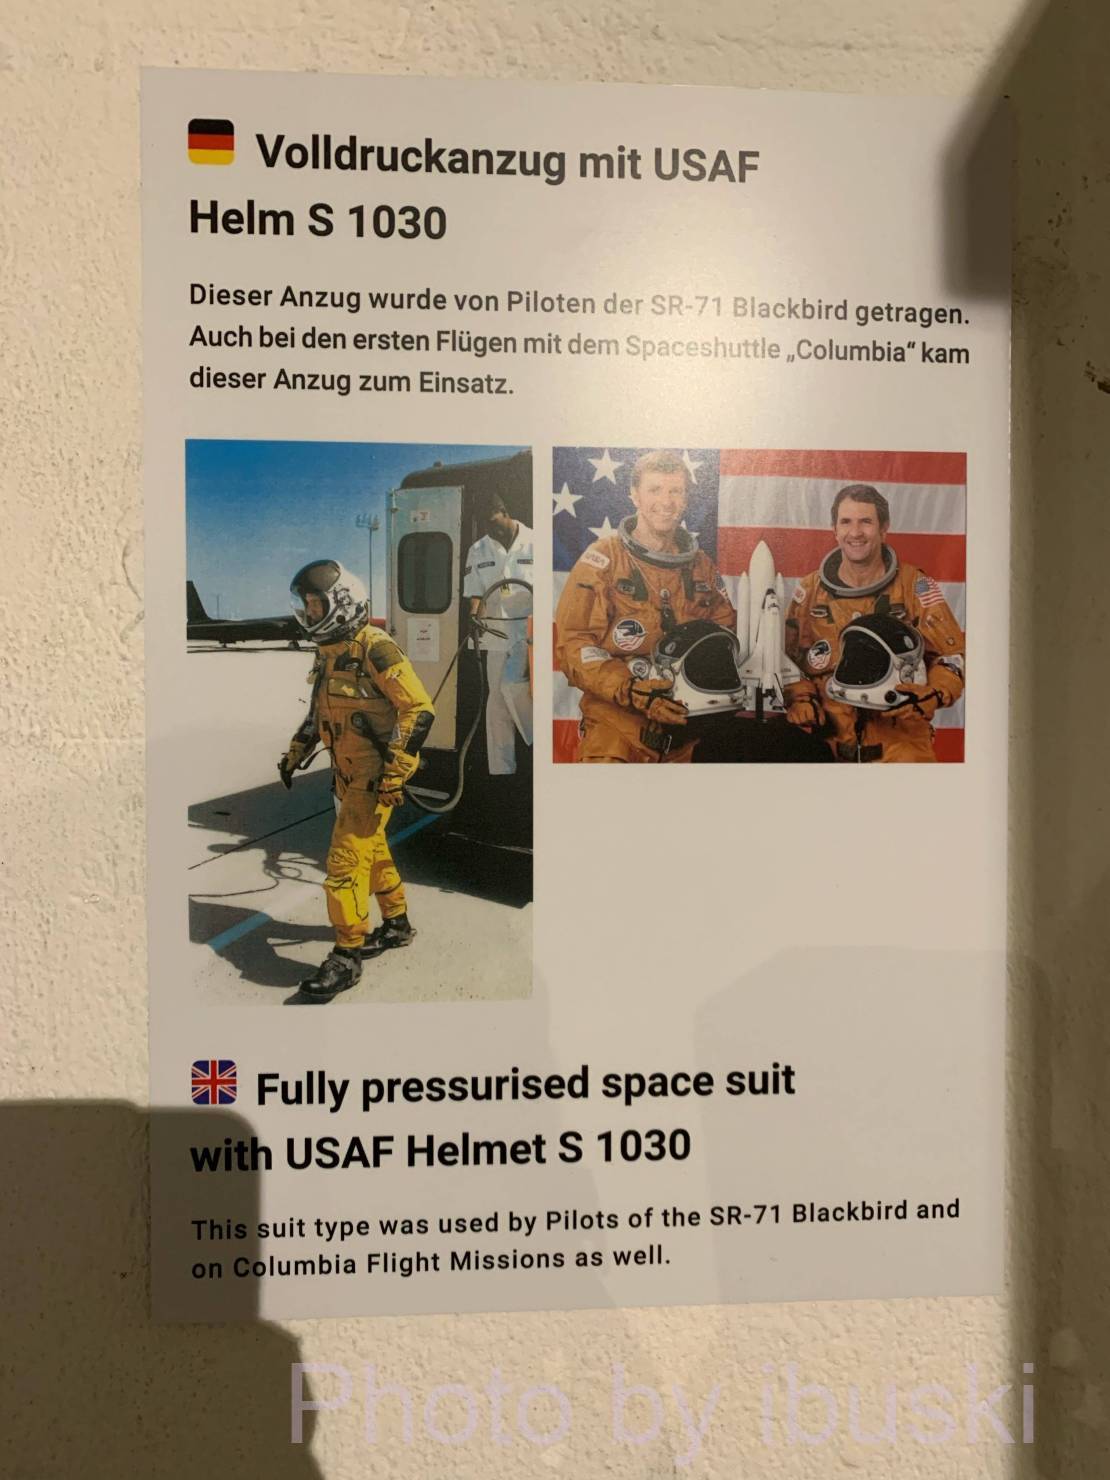 Volldruckanzug mit USAF
Helm S 1030
Dieser Anzug wurde von Piloten der SR-71 Blackbird getragen.
Auch bei den ersten Flügen mit dem Spaceshuttle „Columbia“ kam
dieser Anzug zum Einsatz.
Fully pressurised space suit
with USAF Helmet S 1030
This suit type was used by Pilots of the SR-71 Blackbird and
on Columbia Flight Missions as well.
Photo by ibuski